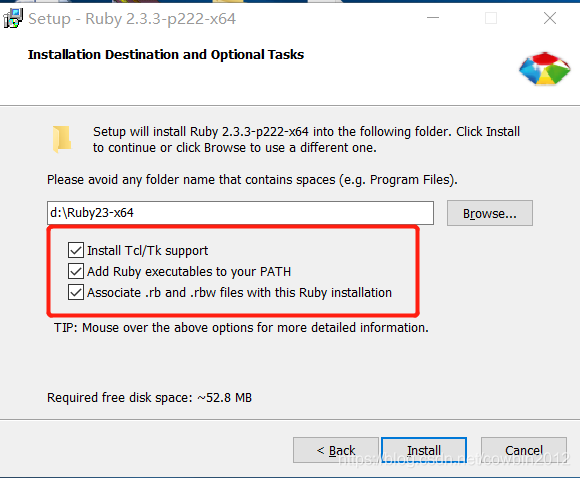 Setup - Ruby 2.3.3-p222-x64
Installation Destination and Optional Tasks
Setup will install Ruby 2.3.3-p222-x64 into the following folder. Click Install
to continue or click Browse to use a different one.
Please avoid any folder name that contains spaces (e.g. Program Files).
d:\Ruby23-x64
Browse...
Install Tcl/Tk support
Add Ruby executables to your PATH
Associate .rb and .rbw files with this Ruby installation
TIP: Mouse over the above options for more detailed information.
Required free disk space: ~52.8 MB
< Back
Install
Cancel
https://blog.csdn.net/cowbin2012